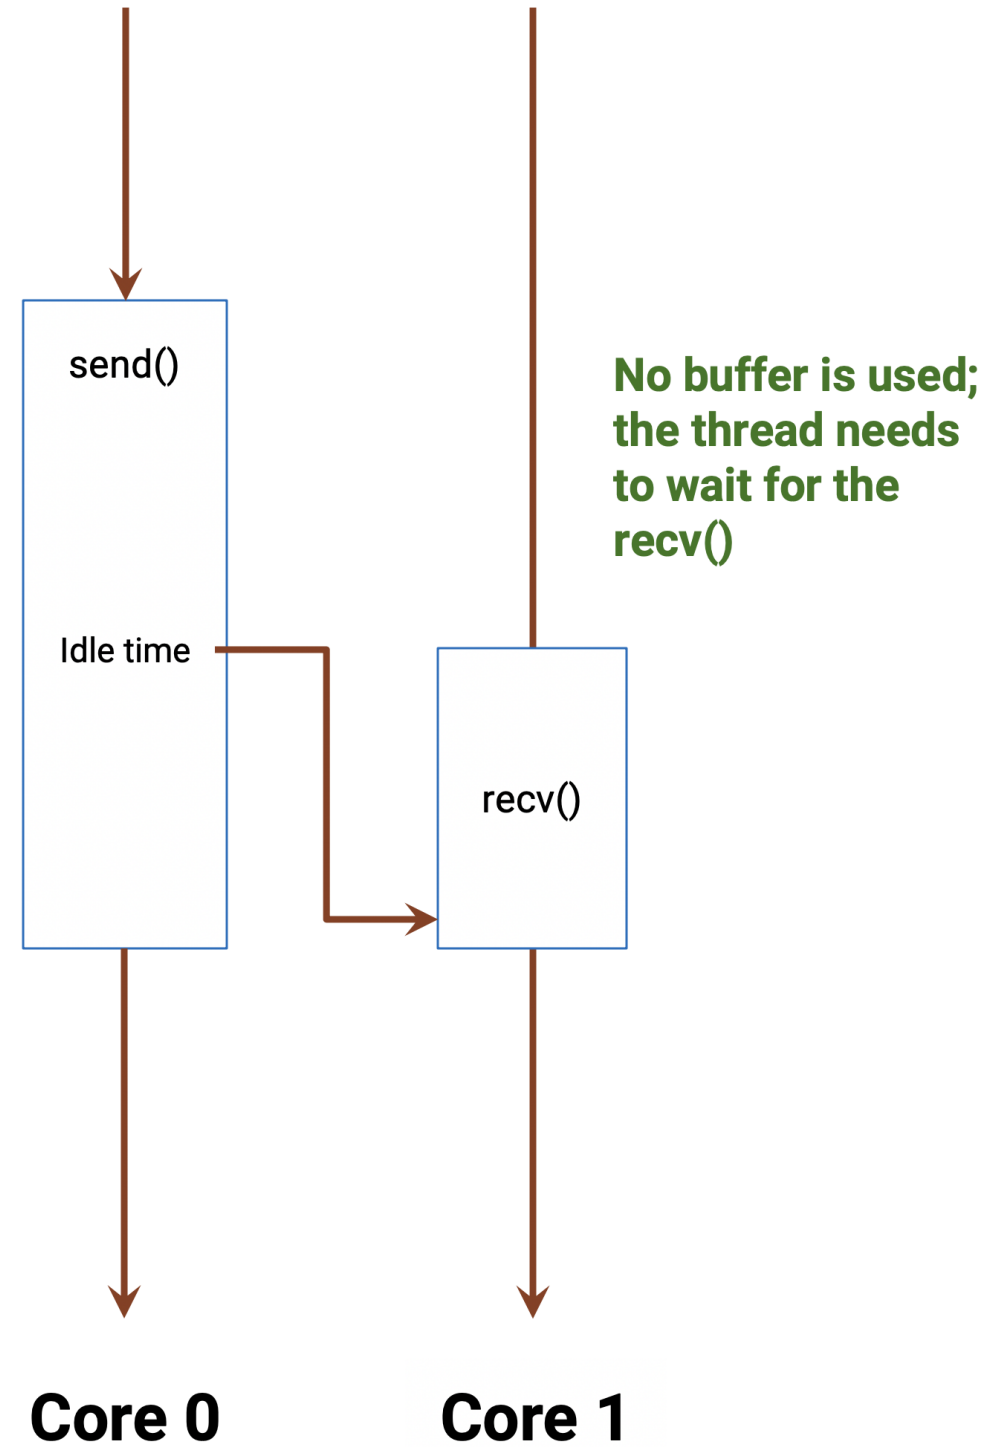 send()
No buffer is used;
the thread needs
to wait for the
recv()
Idle time
recv()
Core 0
Core 1